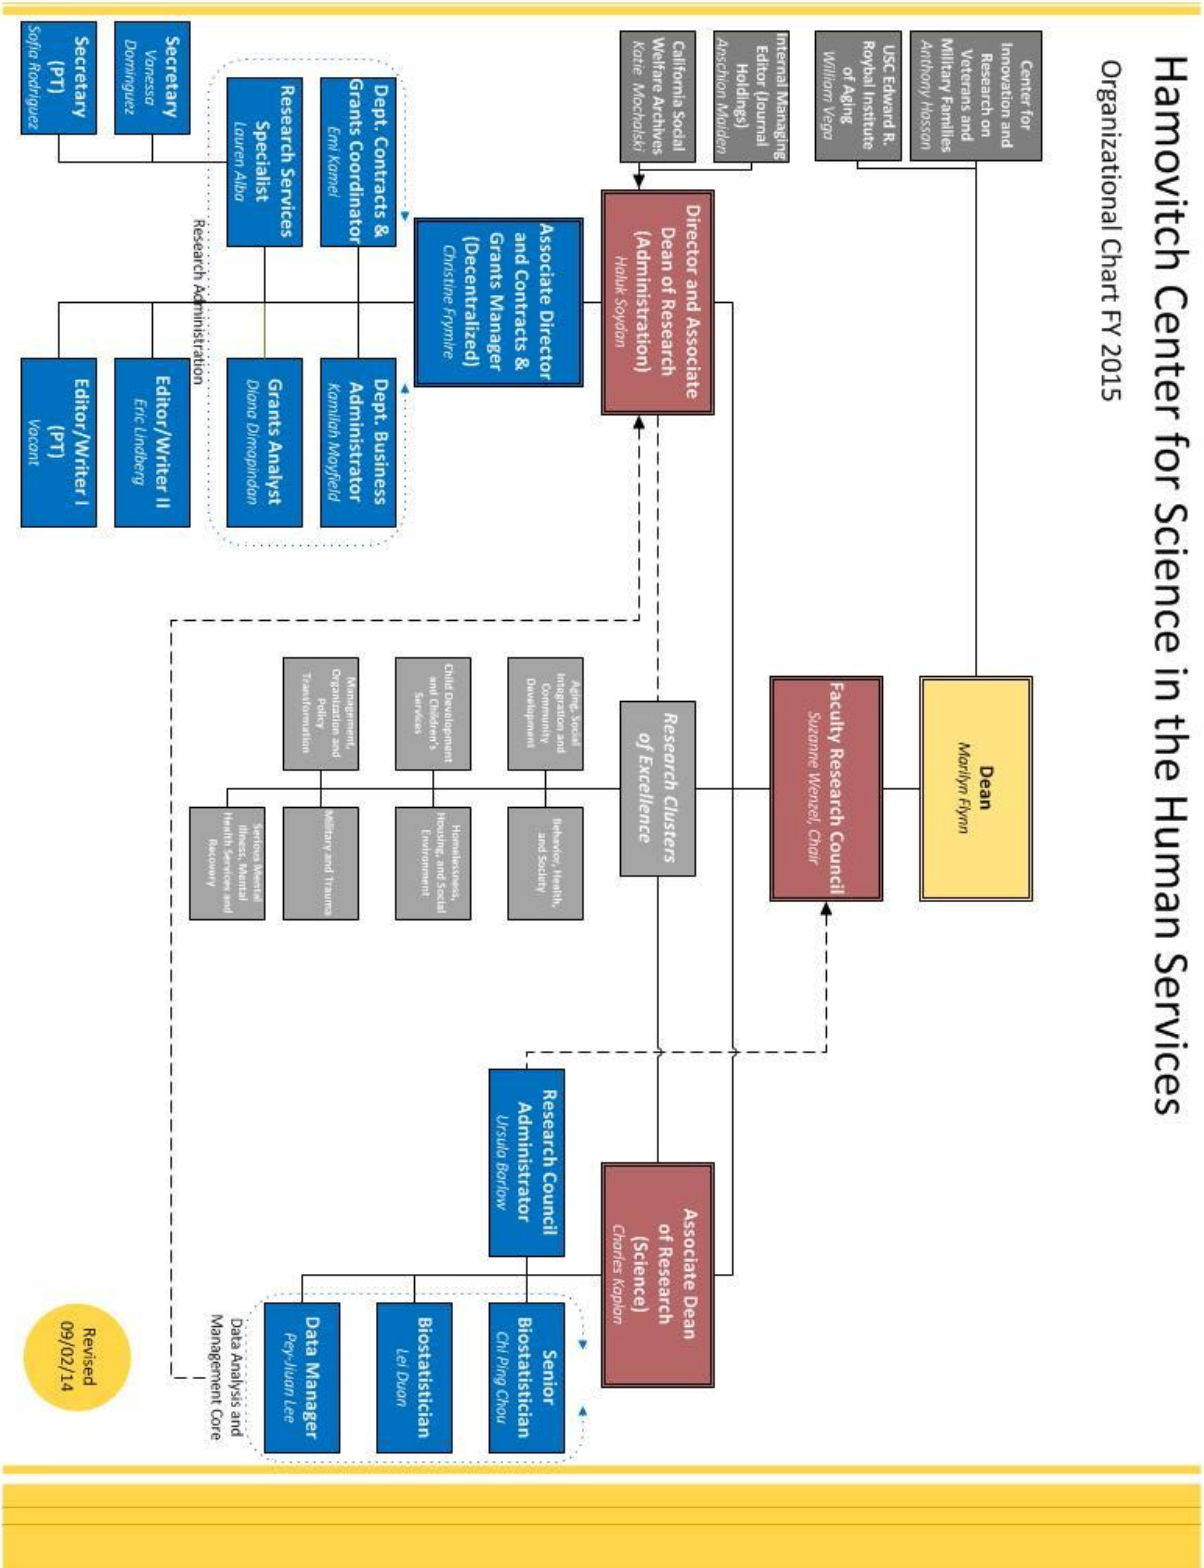 Hamovitch Center for Science in the Human Services
Organizational Chart FY 2015
Dean
Marilyn Flynn
Center for
Innovation and
Research on
Veterans and
Military Families
Anthony Hassan
USC Edward R.
Roybal Institute
of Aging
William Vega
Faculty Research Council
Suzanne Wenzel, Chair
Internal Managing
Editor (Journal
Holdings)
Anschion Maiden
California Social
Welfare Archives
Katie Mochalski
Director and Associate
Dean of Research
(Administration)
Haluk Soydan
Research Clusters
of Excellence
Associate Dean
of Research
(Science)
Charles Kaplan
Associate Director
and Contracts &
Grants Manager
(Decentralized)
Christine Frymire
Aging, Social
Integration and
Community
Development
Behavior, Health,
and Society
Research Council
Administrator
Ursula Barlow
Senior
Biostatistician
Chi Ping Chou
Dept. Contracts &
Grants Coordinator
Emi Kamei
Dept. Business
Administrator
Kamilah Mayfield
Child Development
and Children's
Services
Homelessness,
Housing, and Social
Environment
Biostatistician
Lei Duan
Research Services
Specialist
Lauren Alba
Grants Analyst
Diana Dimapindan
Management,
Organization and
Policy
Transformation
Military and Trauma
Data Manager
Pey-Jiuan Lee
Research Administration
Serious Mental
Illness, Mental
Health Services and
Recovery
Data Analysis and
Management Core
Secretary
Vanessa
Dominguez
Editor/Writer II
Eric Lindberg
Secretary
(PT)
Sofia Rodriguez
Editor/Writer I
(PT)
Vacant
Revised
09/02/14